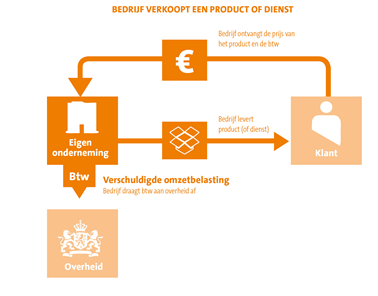 BEDRIJF VERKOOPT EEN PRODUCT OF DIENST
Bedrijf ontvangt de prijs van
het product en de btw
€
Eigen
onderneming
Bedrijf levert
product (of dienst)
Klant
Btw
Verschuldigde omzetbelasting
Bedrijf draagt btw aan overheid af
Overheid